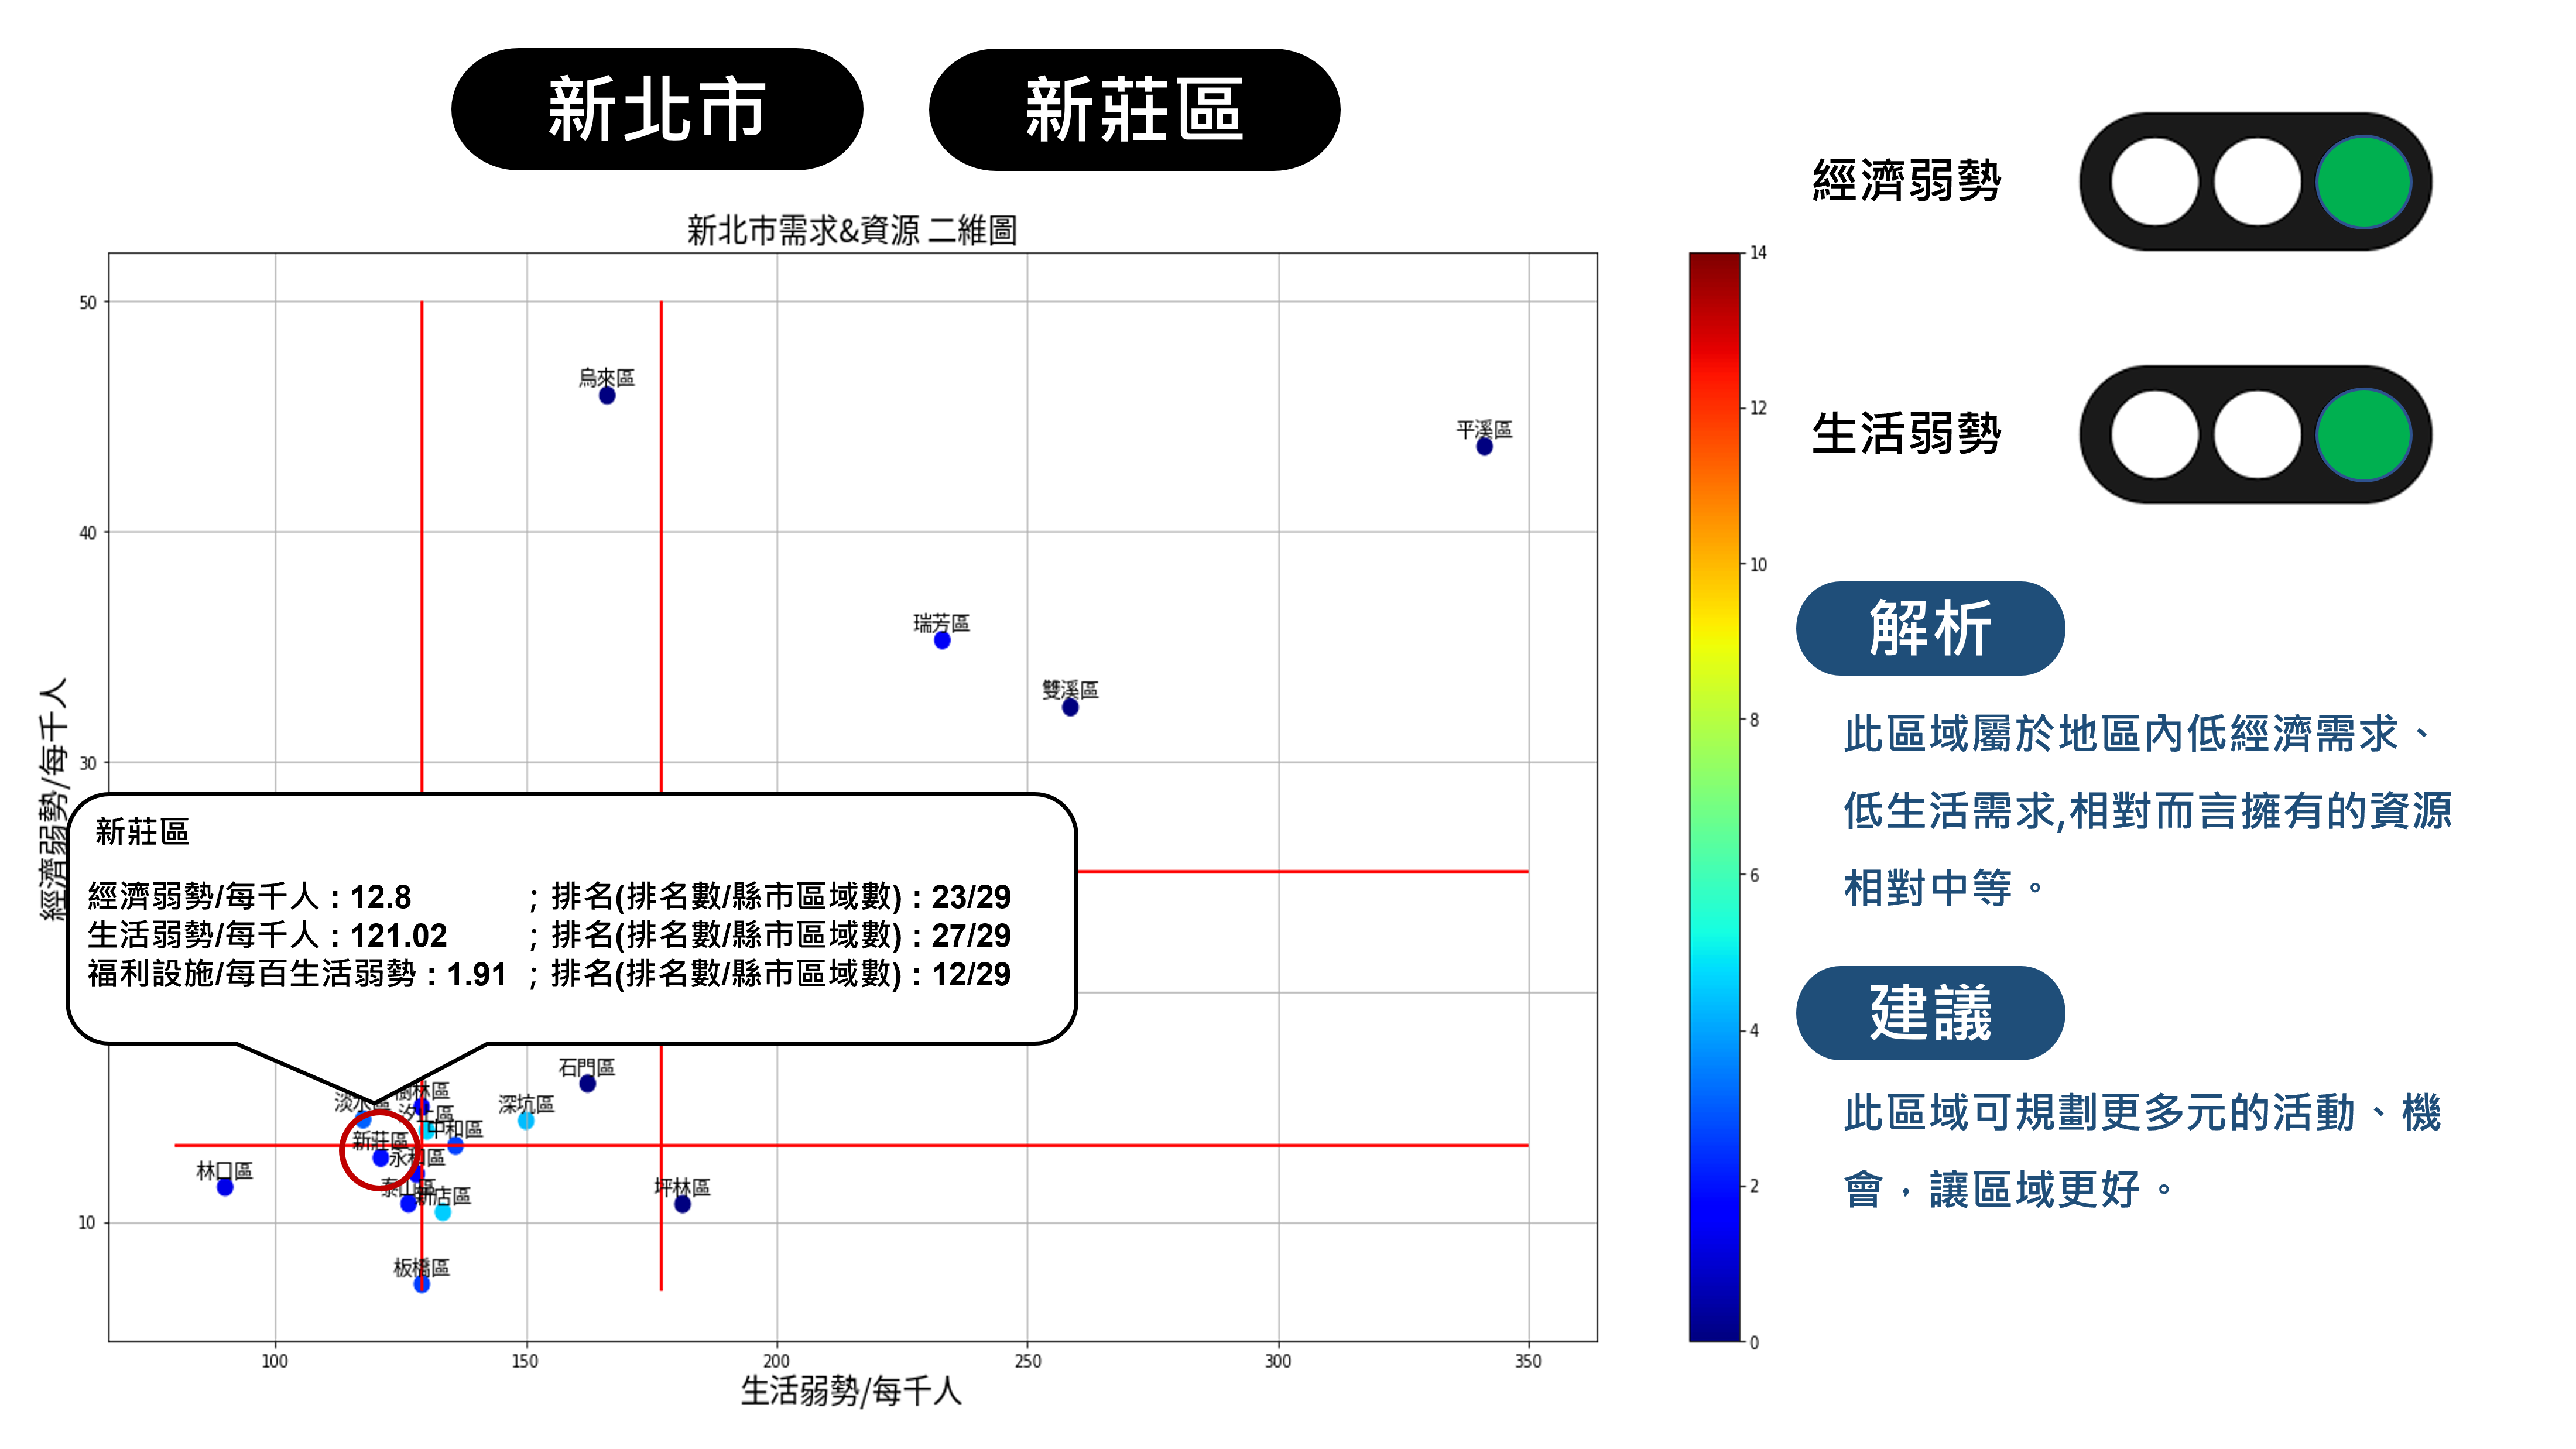 新北市
新莊區
新北市需求&資源 二維圖
經濟弱勢/每千人
50
40
30
10
烏來區
平溪區
瑞芳區
雙溪區
新莊區
經濟弱勢/每千人 : 12.8 ; 排名(排名數/縣市區域數) : 23/29
生活弱勢/每千人 : 121.02 ; 排名(排名數/縣市區域數) : 27/29
福利設施/每百生活弱勢 : 1.91 ; 排名(排名數/縣市區域數) : 12/29
石門區
樹林區
淡水區
汐止區
深坑區
中和區
新莊區
永和區
林口區
泰山區
新店區
坪林區
板橋區
100
150
200
250
300
350
生活弱勢/每千人
14
12
10
8
6
4
2
0
經濟弱勢
生活弱勢
解析
此區域屬於地區內低經濟需求、
低生活需求,相對而言擁有的資源
相對中等。
建議
此區域可規劃更多元的活動、機
會，讓區域更好。